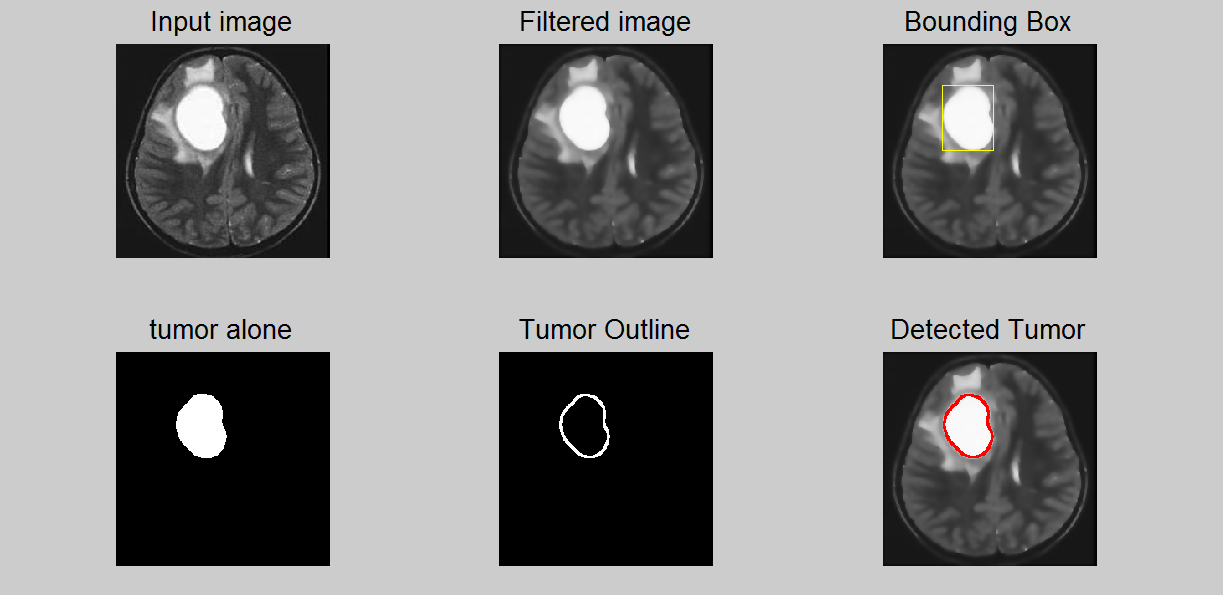 Input image
Filtered image
Bounding Box
tumor alone
Tumor Outline
Detected Tumor